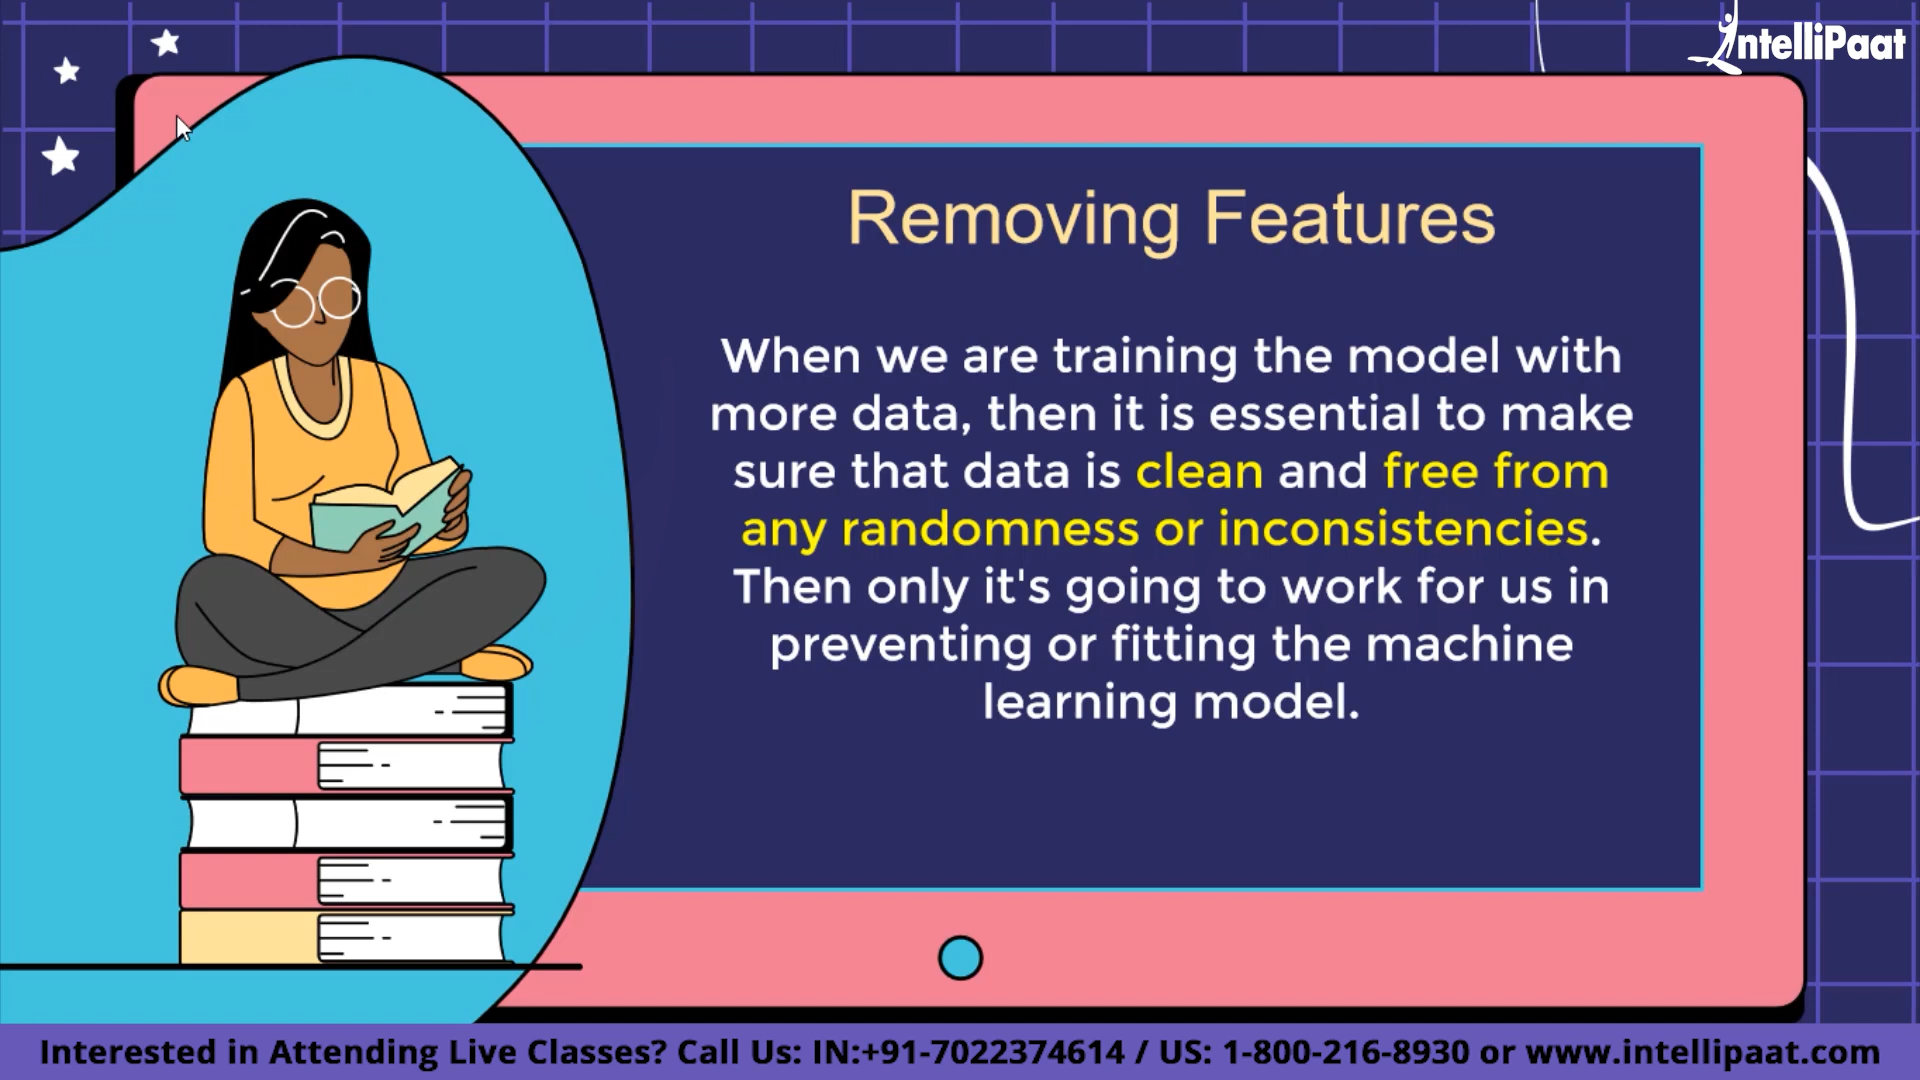 IntelliPaat
Removing Features
When we are training the model with
more data, then it is essential to make
sure that data is clean and free from
any randomness or inconsistencies.
Then only it's going to work for us in
preventing or fitting the machine
learning model.
Interested in Attending Live Classes? Call Us: IN:+91-7022374614 / US: 1-800-216-8930 or www.intellipaat.com